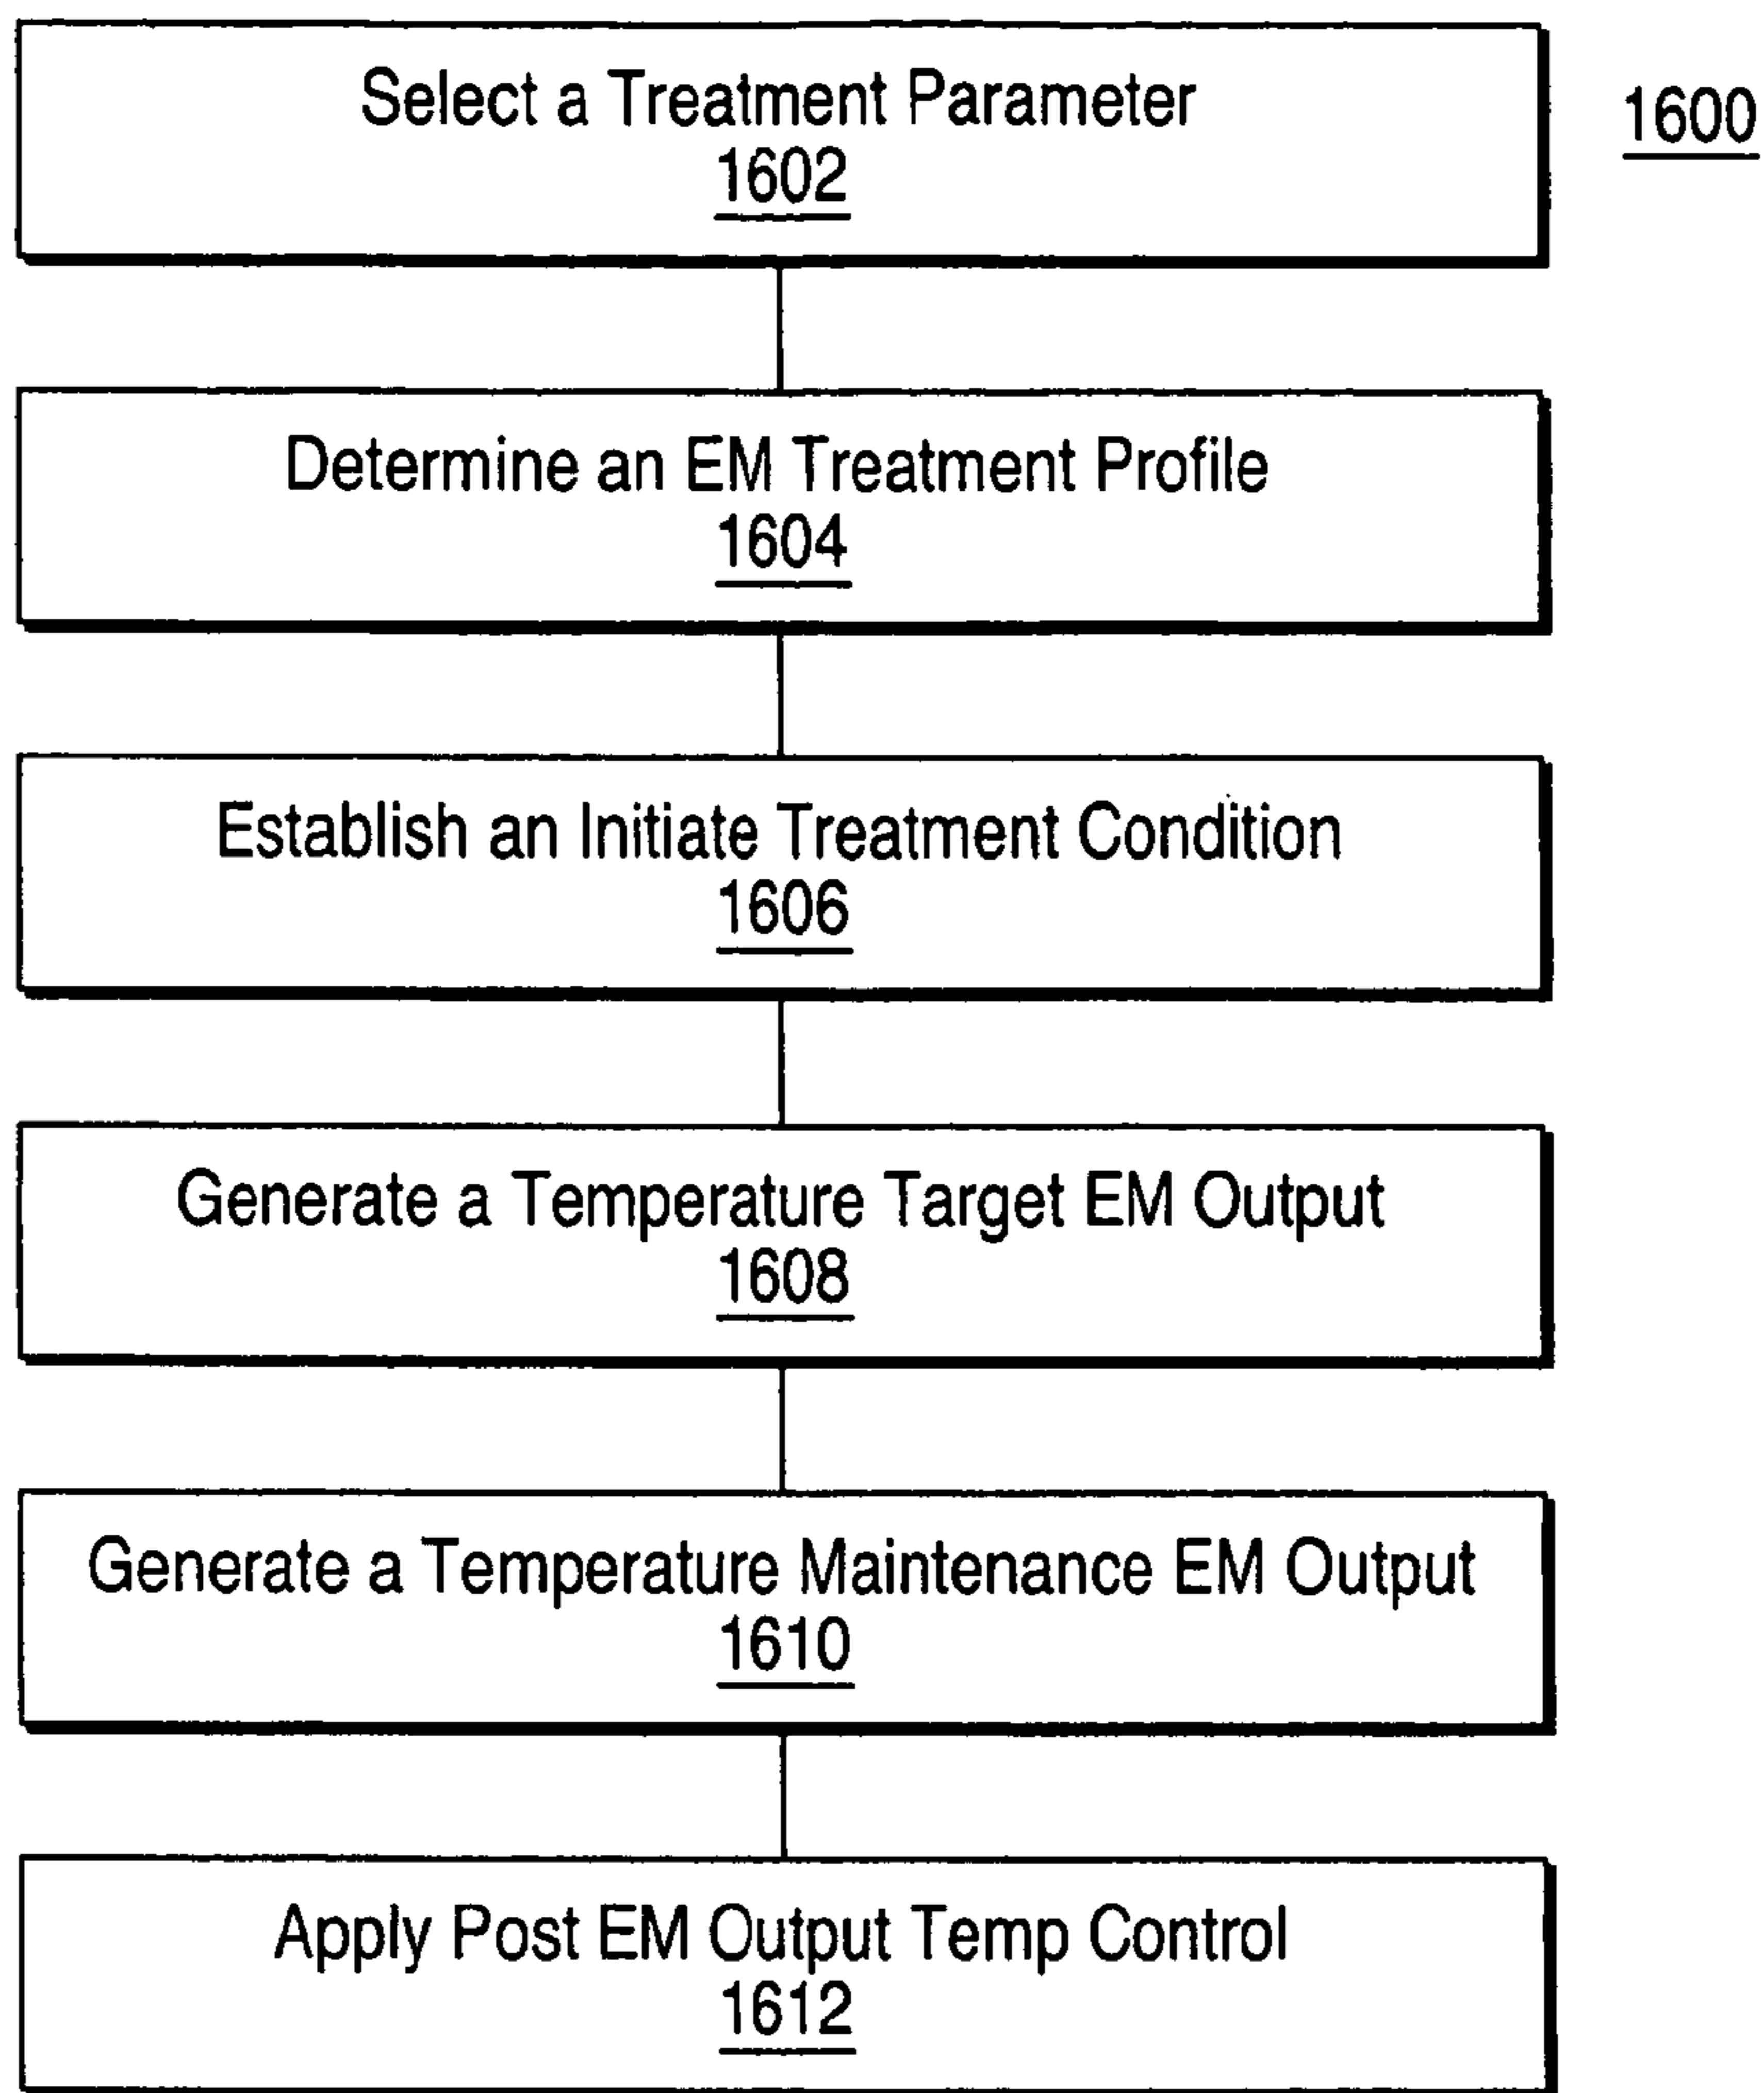 Select a Treatment Parameter
1602
1600
Determine an EM Treatment Profile
1604
Establish an Initiate Treatment Condition
1606
Generate a Temperature Target EM Output
1608
Generate a Temperature Maintenance EM Output
1610
Apply Post EM Output Temp Control
1612